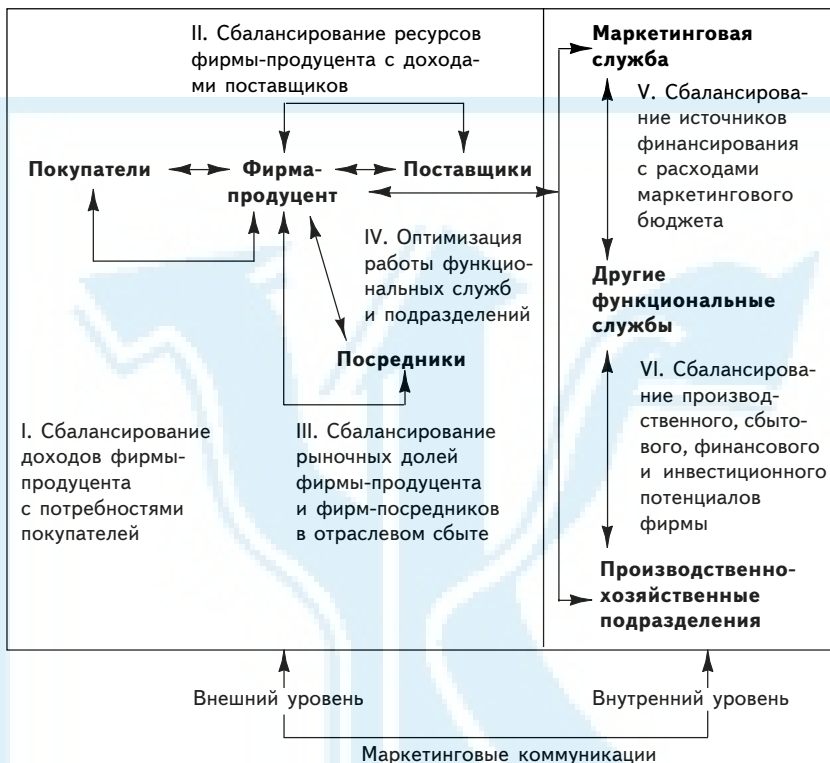 II. Сбалансирование ресурсов
фирмы-продуцента с дохода-
ми поставщиков
Покупатели
Фирма-
продуцент
Поставщики
IV. Оптимизация
работы функцио-
нальных служб
и подразделений
Посредники
I. Сбалансирование
доходов фирмы-
продуцента
с потребностями
покупателей
III. Сбалансирование
рыночных долей
фирмы-продуцента
и фирм-посредников
в отраслевом сбыте
Маркетинговая
служба
V. Сбалансирова-
ние источников
финансирования
с расходами
маркетингового
бюджета
Другие
функциональные
службы
VI. Сбалансирова-
ние производ-
ственного, сбыто-
вого, финансового
и инвестиционного
потенциалов
фирмы
Производственно-
хозяйственные
подразделения
Внешний уровень
Внутренний уровень
Маркетинговые коммуникации